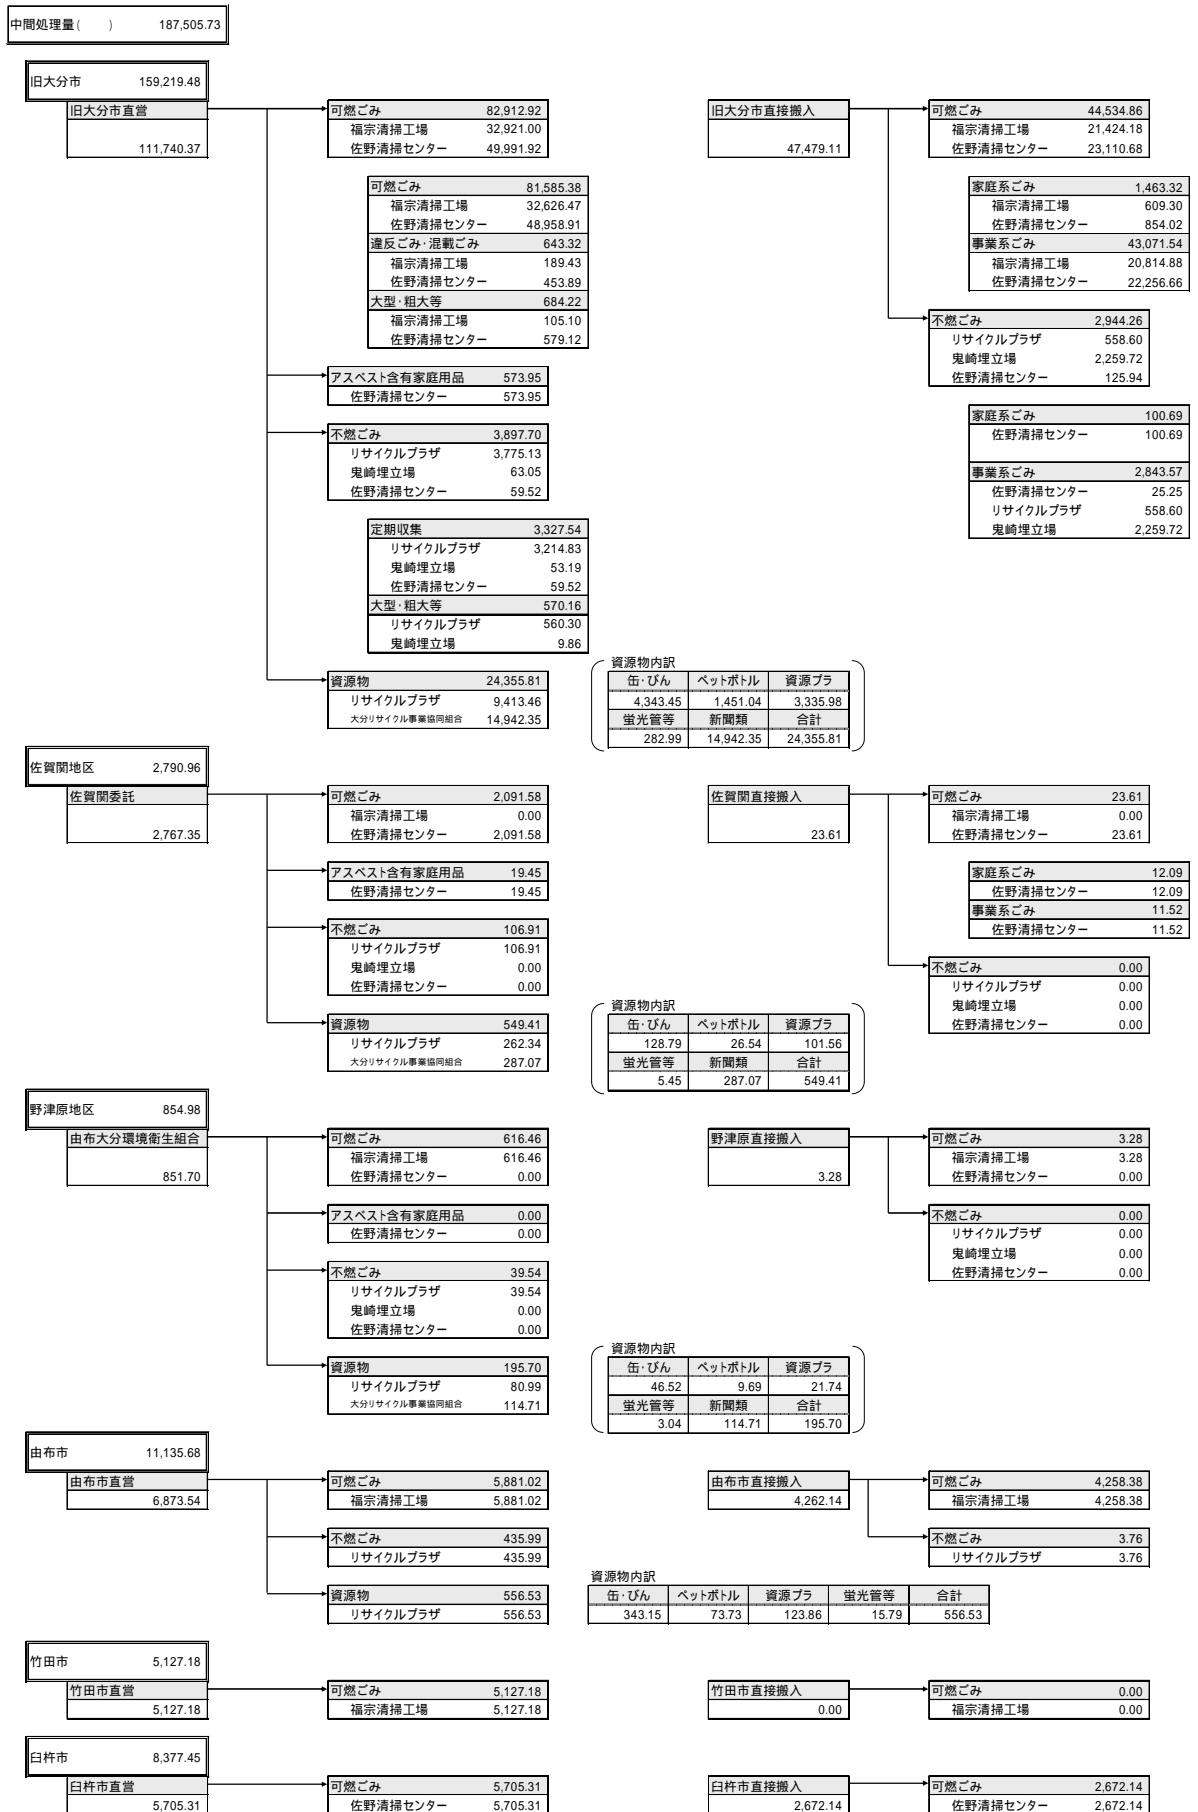 中間処理量(　　) 187,505.73
旧大分市 159,219.48
旧大分市直営
111,740.37
可燃ごみ 82,912.92
福宗清掃工場 32,921.00
佐野清掃センター 49,991.92
可燃ごみ 81,585.38
福宗清掃工場 32,626.47
佐野清掃センター 48,958.91
違反ごみ・混載ごみ 643.32
福宗清掃工場 189.43
佐野清掃センター 453.89
大型・粗大等 684.22
福宗清掃工場 105.10
佐野清掃センター 579.12
アスベスト含有家庭用品 573.95
佐野清掃センター 573.95
不燃ごみ 3,897.70
リサイクルプラザ 3,775.13
鬼崎埋立場 63.05
佐野清掃センター 59.52
定期収集 3,327.54
リサイクルプラザ 3,214.83
鬼崎埋立場 53.19
佐野清掃センター 59.52
大型・粗大等 570.16
リサイクルプラザ 560.30
鬼崎埋立場 9.86
資源物 24,355.81
リサイクルプラザ 9,413.46
大分リサイクル事業協同組合 14,942.35
資源物内訳
缶・びん ペットボトル 資源プラ
4,343.45 1,451.04 3,335.98
蛍光管等 新聞類 合計
282.99 14,942.35 24,355.81
旧大分市直接搬入
47,479.11
可燃ごみ 44,534.86
福宗清掃工場 21,424.18
佐野清掃センター 23,110.68
家庭系ごみ 1,463.32
福宗清掃工場 609.30
佐野清掃センター 854.02
事業系ごみ 43,071.54
福宗清掃工場 20,814.88
佐野清掃センター 22,256.66
不燃ごみ 2,944.26
リサイクルプラザ 558.60
鬼崎埋立場 2,259.72
佐野清掃センター 125.94
家庭系ごみ 100.69
佐野清掃センター 100.69
事業系ごみ 2,843.57
佐野清掃センター 25.25
リサイクルプラザ 558.60
鬼崎埋立場 2,259.72
佐賀関地区 2,790.96
佐賀関委託
2,767.35
可燃ごみ 2,091.58
福宗清掃工場 0.00
佐野清掃センター 2,091.58
アスベスト含有家庭用品 19.45
佐野清掃センター 19.45
不燃ごみ 106.91
リサイクルプラザ 106.91
鬼崎埋立場 0.00
佐野清掃センター 0.00
資源物 549.41
リサイクルプラザ 262.34
大分リサイクル事業協同組合 287.07
資源物内訳
缶・びん ペットボトル 資源プラ
128.79 26.54 101.56
蛍光管等 新聞類 合計
5.45 287.07 549.41
佐賀関直接搬入
23.61
可燃ごみ 23.61
福宗清掃工場 0.00
佐野清掃センター 23.61
家庭系ごみ 12.09
佐野清掃センター 12.09
事業系ごみ 11.52
佐野清掃センター 11.52
不燃ごみ 0.00
リサイクルプラザ 0.00
鬼崎埋立場 0.00
佐野清掃センター 0.00
野津原地区 854.98
由布大分環境衛生組合
851.70
可燃ごみ 616.46
福宗清掃工場 616.46
佐野清掃センター 0.00
アスベスト含有家庭用品 0.00
佐野清掃センター 0.00
不燃ごみ 39.54
リサイクルプラザ 39.54
鬼崎埋立場 0.00
佐野清掃センター 0.00
資源物 195.70
リサイクルプラザ 80.99
大分リサイクル事業協同組合 114.71
資源物内訳
缶・びん ペットボトル 資源プラ
46.52 9.69 21.74
蛍光管等 新聞類 合計
3.04 114.71 195.70
野津原直接搬入
3.28
可燃ごみ 3.28
福宗清掃工場 3.28
佐野清掃センター 0.00
不燃ごみ 0.00
リサイクルプラザ 0.00
鬼崎埋立場 0.00
佐野清掃センター 0.00
由布市 11,135.68
由布市直営
6,873.54
可燃ごみ 5,881.02
福宗清掃工場 5,881.02
不燃ごみ 435.99
リサイクルプラザ 435.99
資源物 556.53
リサイクルプラザ 556.53
資源物内訳
缶・びん ペットボトル 資源プラ 蛍光管等 合計
343.15 73.73 123.86 15.79 556.53
由布市直接搬入
4,262.14
可燃ごみ 4,258.38
福宗清掃工場 4,258.38
不燃ごみ 3.76
リサイクルプラザ 3.76
竹田市 5,127.18
竹田市直営
5,127.18
可燃ごみ 5,127.18
福宗清掃工場 5,127.18
竹田市直接搬入
0.00
可燃ごみ 0.00
福宗清掃工場 0.00
臼杵市 8,377.45
臼杵市直営
5,705.31
可燃ごみ 5,705.31
佐野清掃センター 5,705.31
臼杵市直接搬入
2,672.14
可燃ごみ 2,672.14
佐野清掃センター 2,672.14